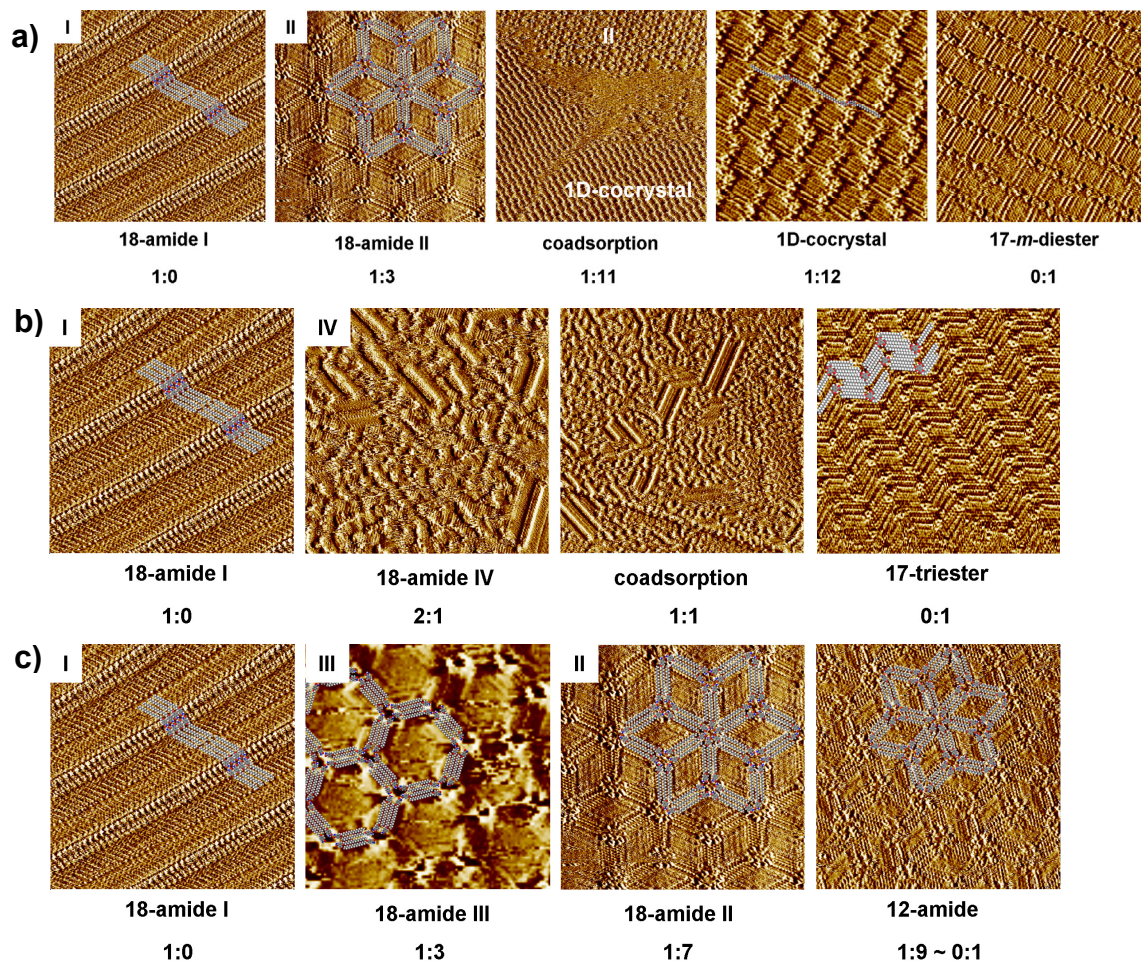 a)
I
II
II
1D-cocrystal
18-amide I
18-amide II
coadsorption
1D-cocrystal
17-m-diester
1:0
1:3
1:11
1:12
0:1
b)
I
IV
18-amide I
18-amide IV
coadsorption
17-triester
1:0
2:1
1:1
0:1
c)
I
III
II
18-amide I
18-amide III
18-amide II
12-amide
1:0
1:3
1:7
1:9 ~ 0:1